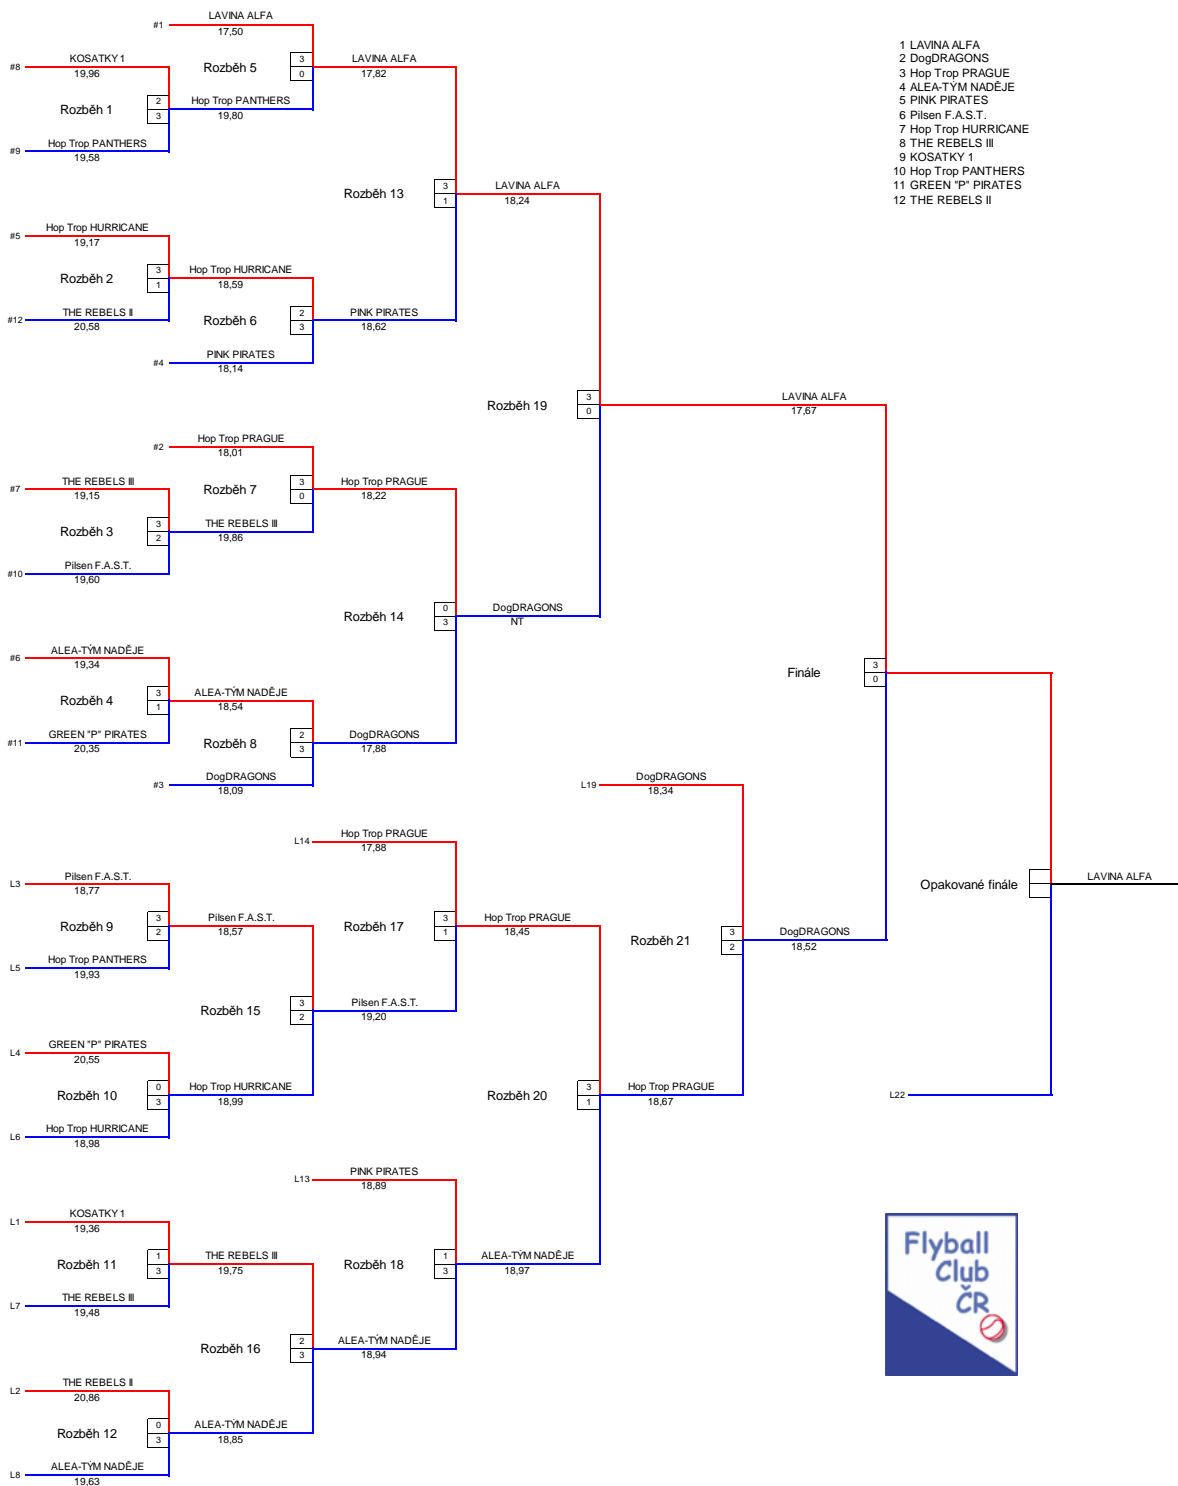 LAVINA ALFA
#1
17,50
1 LAVINA ALFA
2 DogDRAGONS
3 Hop Trop PRAGUE
4 ALEA-TÝM NADĚJE
5 PINK PIRATES
6 Pilsen F.A.S.T.
7 Hop Trop HURRICANE
8 THE REBELS III
9 KOSATKY 1
10 Hop Trop PANTHERS
11 GREEN "P" PIRATES
12 THE REBELS II
KOSATKY 1
#8
19,96
Rozběh 5
3
0
LAVINA ALFA
17,82
Rozběh 1
2
3
Hop Trop PANTHERS
19,80
Hop Trop PANTHERS
#9
19,58
Rozběh 13
3
1
LAVINA ALFA
18,24
Hop Trop HURRICANE
#5
19,17
Rozběh 2
3
1
Hop Trop HURRICANE
18,59
THE REBELS II
#12
20,58
Rozběh 6
2
3
PINK PIRATES
18,62
PINK PIRATES
#4
18,14
Rozběh 19
3
0
LAVINA ALFA
17,67
Hop Trop PRAGUE
#2
18,01
THE REBELS III
#7
19,15
Rozběh 7
3
0
Hop Trop PRAGUE
18,22
Rozběh 3
3
2
THE REBELS III
19,86
Pilsen F.A.S.T.
#10
19,60
Rozběh 14
0
3
DogDRAGONS
NT
ALEA-TÝM NADĚJE
#6
19,34
Finále
3
0
Rozběh 4
3
1
ALEA-TÝM NADĚJE
18,54
GREEN "P" PIRATES
#11
20,35
Rozběh 8
2
3
DogDRAGONS
17,88
DogDRAGONS
#3
18,09
DogDRAGONS
L19
18,34
Hop Trop PRAGUE
L14
17,88
Pilsen F.A.S.T.
L3
18,77
Opakované finále
LAVINA ALFA
Rozběh 9
3
2
Pilsen F.A.S.T.
18,57
Rozběh 17
3
1
Hop Trop PRAGUE
18,45
Rozběh 21
3
2
DogDRAGONS
18,52
Hop Trop PANTHERS
L5
19,93
Rozběh 15
3
2
Pilsen F.A.S.T.
19,20
GREEN "P" PIRATES
L4
20,55
Rozběh 10
0
3
Hop Trop HURRICANE
18,99
Rozběh 20
3
1
Hop Trop PRAGUE
18,67
L22
Hop Trop HURRICANE
L6
18,98
PINK PIRATES
L13
18,89
KOSATKY 1
L1
19,36
Rozběh 11
1
3
THE REBELS III
19,75
Rozběh 18
1
3
ALEA-TÝM NADĚJE
18,97
THE REBELS III
L7
19,48
Rozběh 16
2
3
ALEA-TÝM NADĚJE
18,94
THE REBELS II
L2
20,86
Rozběh 12
0
3
ALEA-TÝM NADĚJE
18,85
ALEA-TÝM NADĚJE
L8
19,63
Flyball
Club
ČR